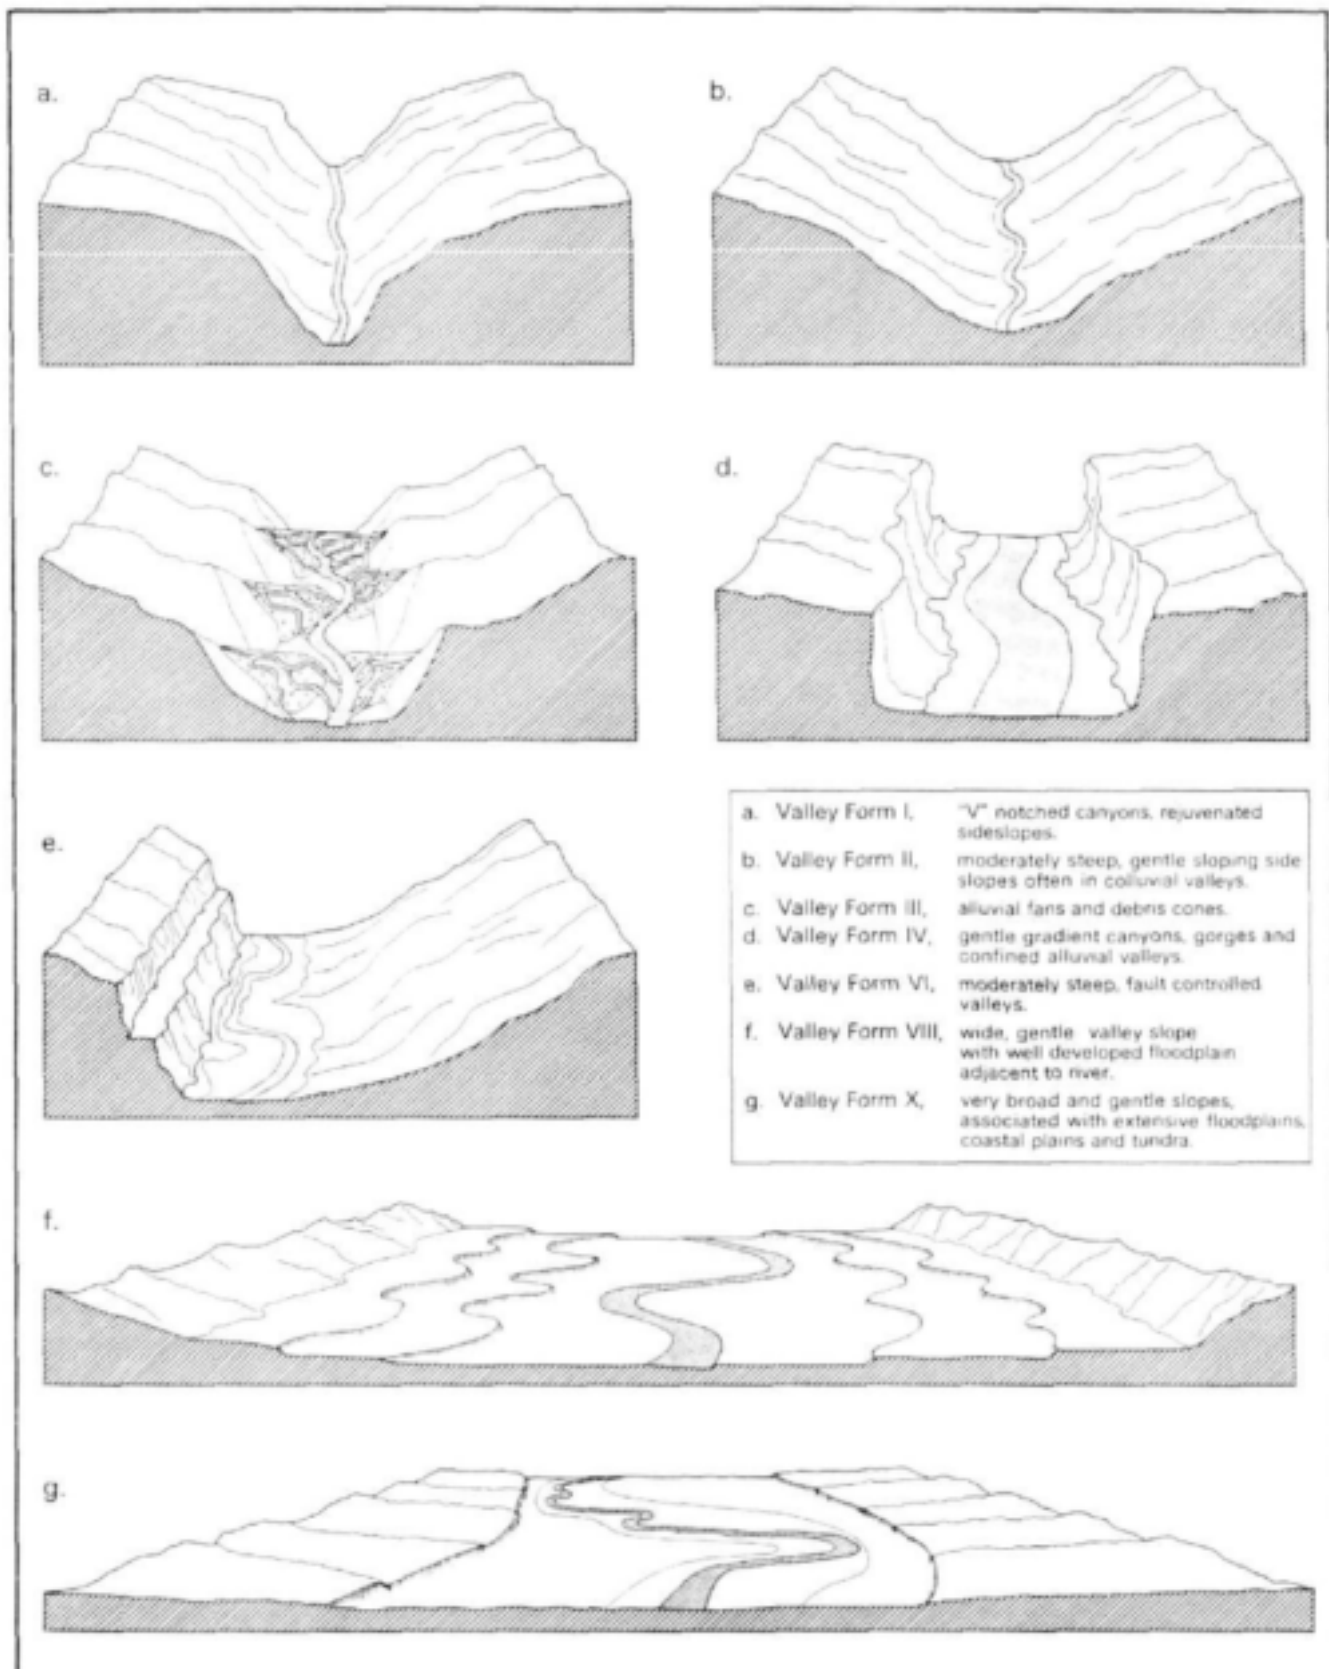 a.
b.
c.
d.
e.
a. Valley Form I, "V" notched canyons, rejuvenated
sideslopes.
b. Valley Form II, moderately steep, gentle sloping side
slopes often in colluvial valleys.
c. Valley Form III, alluvial fans and debris cones.
d. Valley Form IV, gentle gradient canyons, gorges and
confined alluvial valleys.
e. Valley Form VI, moderately steep, fault controlled
valleys.
f. Valley Form VIII, wide, gentle valley slope
with well developed floodplain
adjacent to river.
g. Valley Form X, very broad and gentle slopes,
associated with extensive floodplains,
coastal plains and tundra.
f.
g.